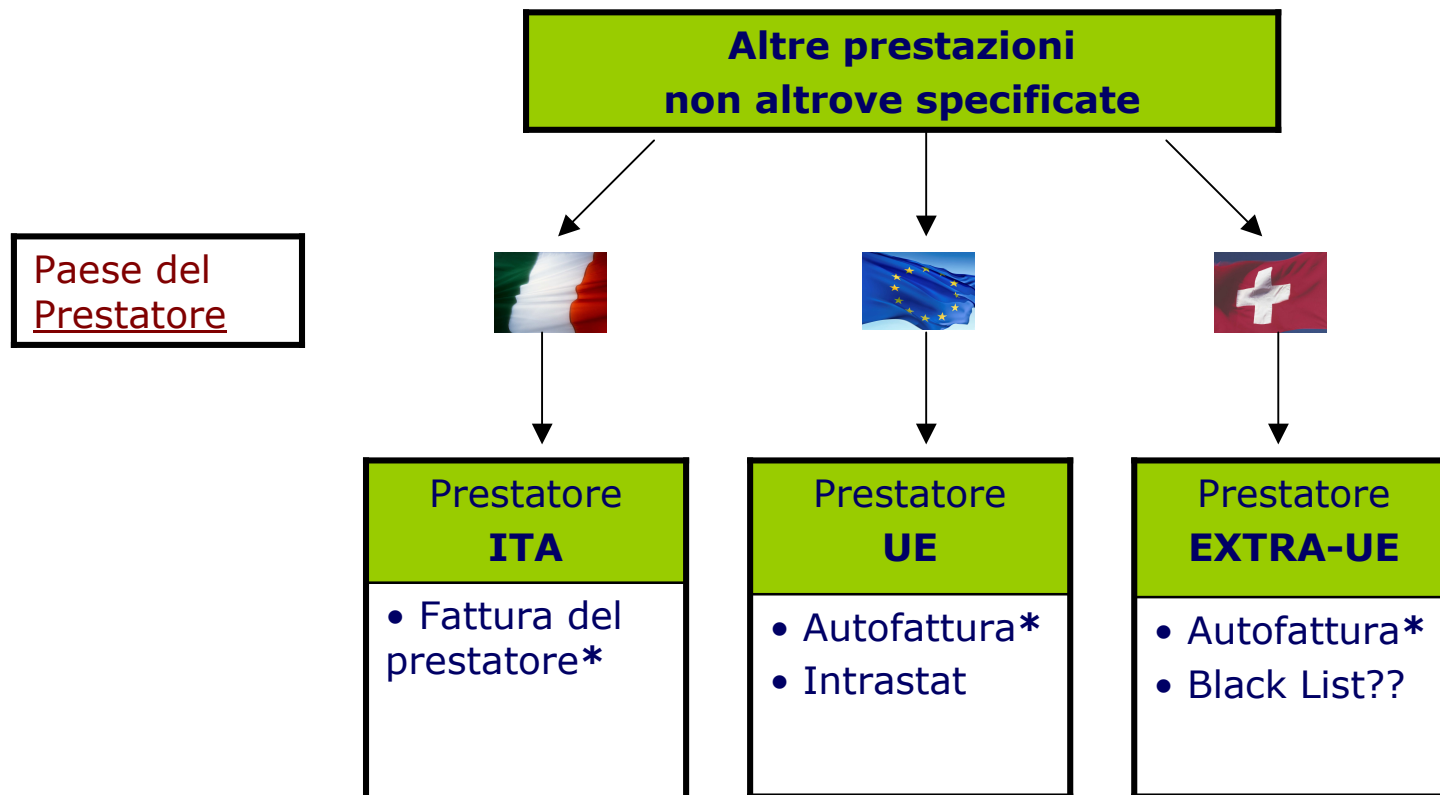 Altre prestazioni
non altrove specificate
Paese del
Prestatore
Prestatore
ITA
• Fattura del
prestatore*
Prestatore
UE
• Autofattura*
• Intrastat
Prestatore
EXTRA-UE
• Autofattura*
• Black List??